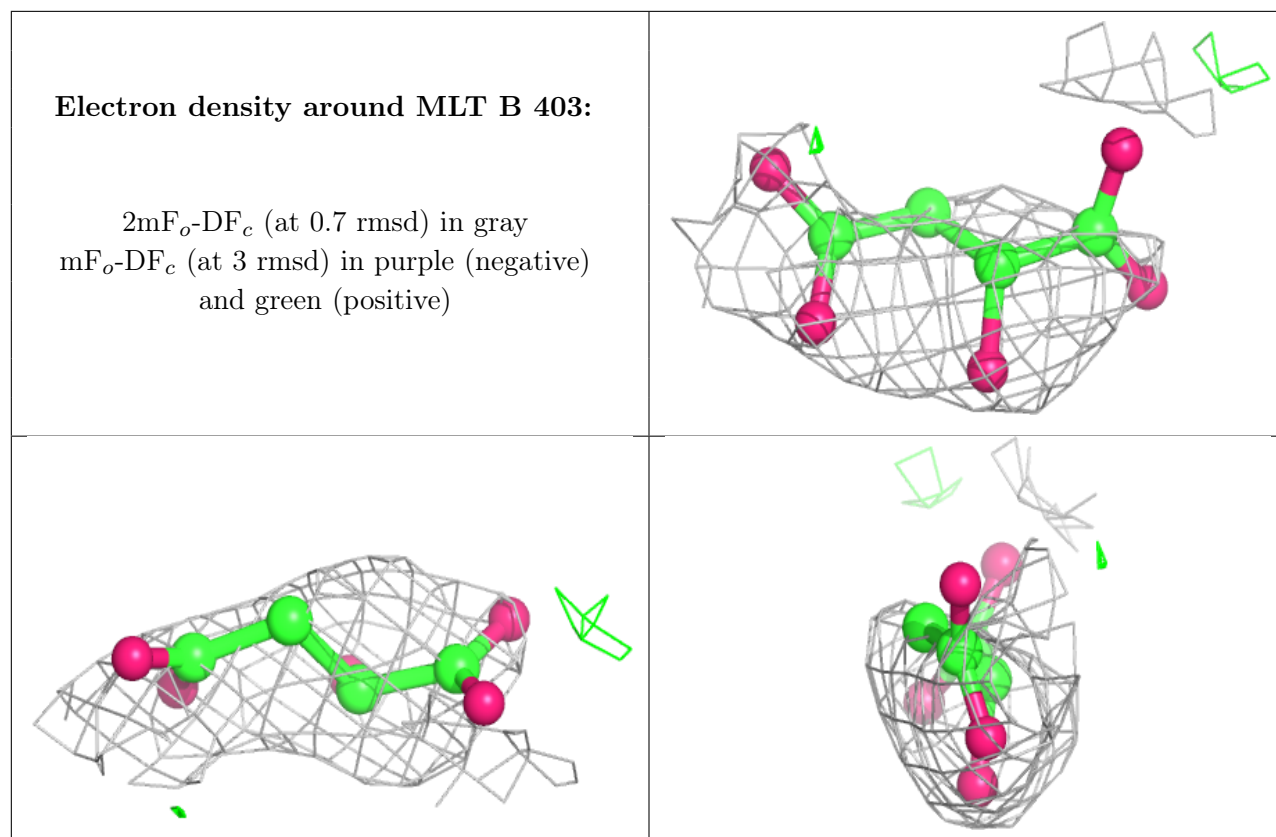 Electron density around MLT B 403:
2mFₒ-DF𝒸 (at 0.7 rmsd) in gray
mFₒ-DF𝒸 (at 3 rmsd) in purple (negative)
and green (positive)